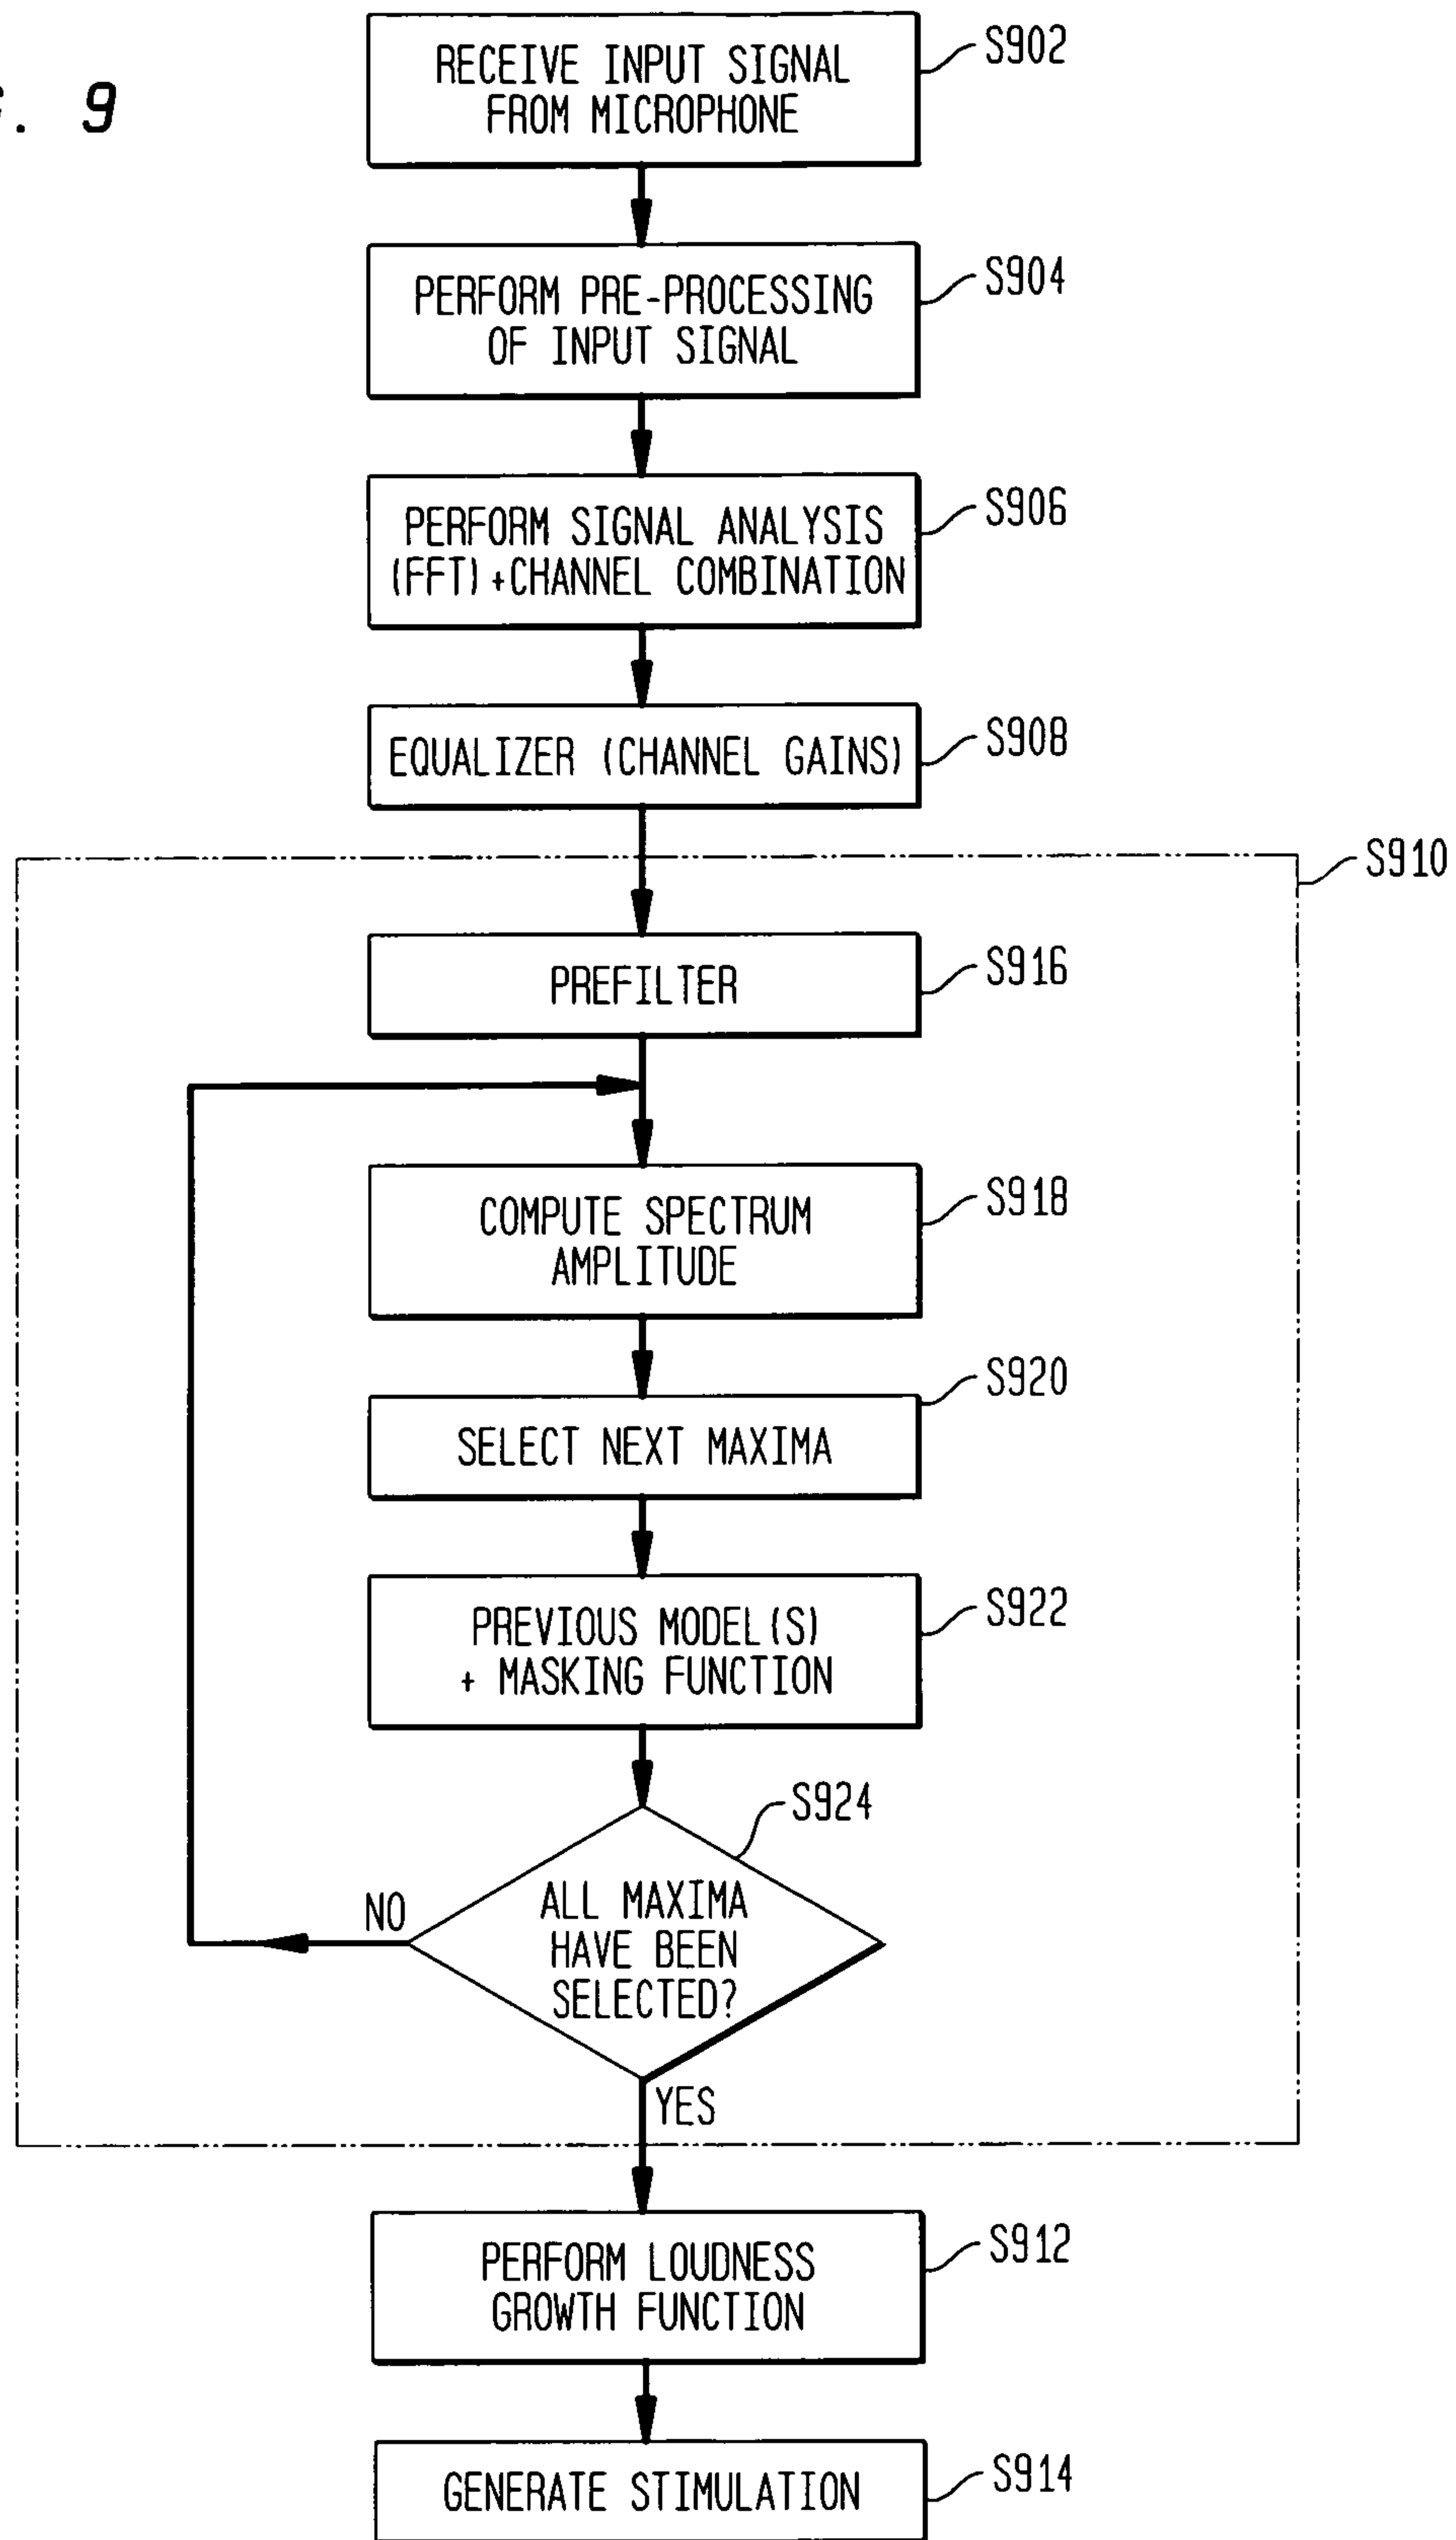 . 9
RECEIVE INPUT SIGNAL
FROM MICROPHONE
S902
PERFORM PRE-PROCESSING
OF INPUT SIGNAL
S904
PERFORM SIGNAL ANALYSIS
(FFT)+CHANNEL COMBINATION
S906
EQUALIZER (CHANNEL GAINS)
S908
S910
PREFILTER
S916
COMPUTE SPECTRUM
AMPLITUDE
S918
SELECT NEXT MAXIMA
S920
PREVIOUS MODEL(S)
+ MASKING FUNCTION
S922
S924
ALL MAXIMA
HAVE BEEN
SELECTED?
NO
YES
PERFORM LOUDNESS
GROWTH FUNCTION
S912
GENERATE STIMULATION
S914